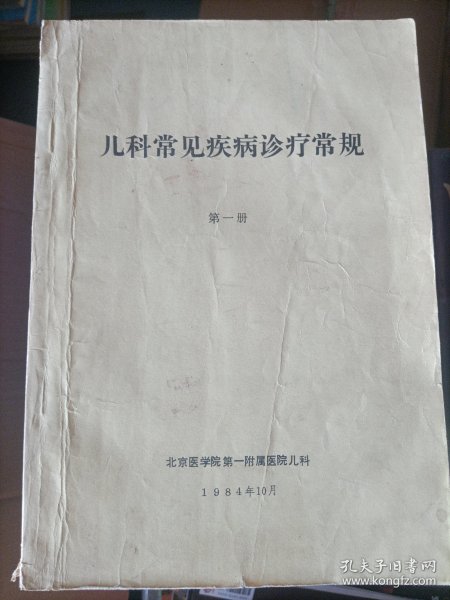 儿科常见疾病诊疗常规
第一册
北京医学院第一附属医院儿科
1984年10月
孔夫子旧书网
www.kongfz.com